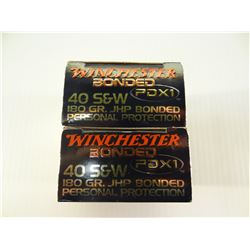 WINCHESTER
BONDED
PDX1
40 S&W
180 GR. JHP BONDED
PERSONAL PROTECTION
WINCHESTER
BONDED
PDX1
40 S&W
180 GR. JHP BONDED
PERSONAL PROTECTION